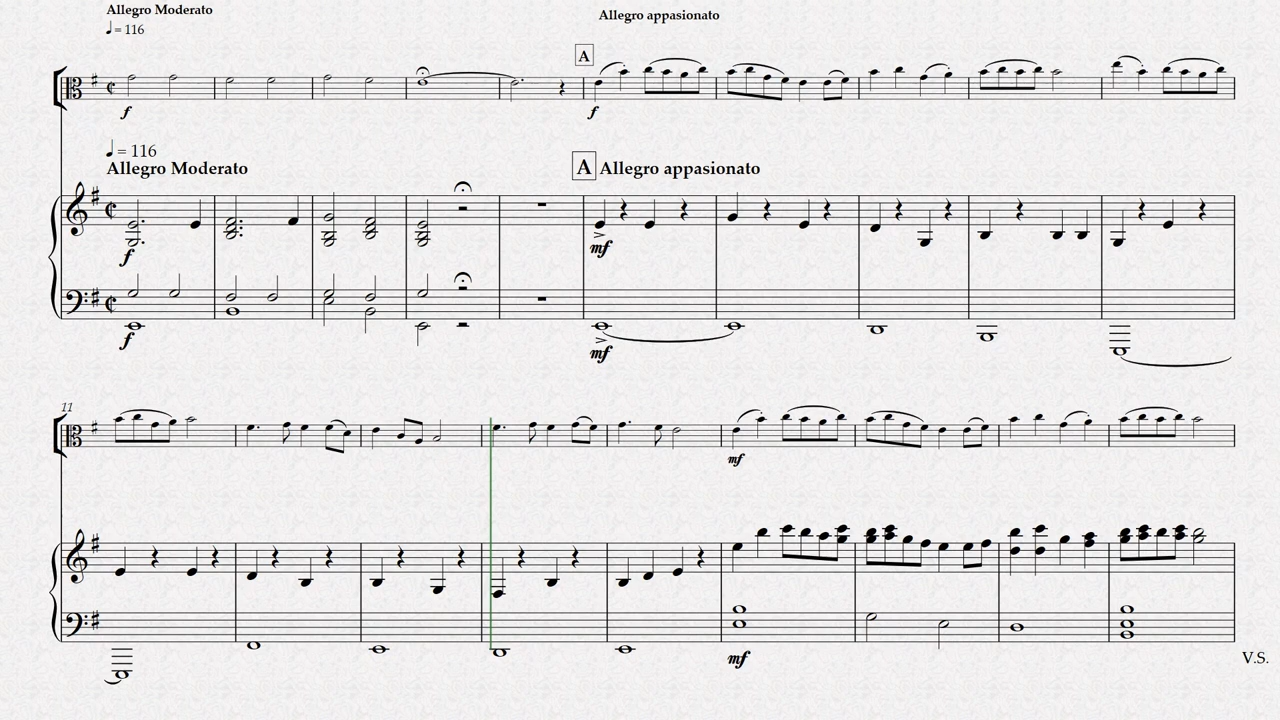 Allegro Moderato
♩= 116
Allegro appasionato
A
f
f
♩= 116
Allegro Moderato
A Allegro appasionato
f
mf
f
mf
11
mf
mf
V.S.